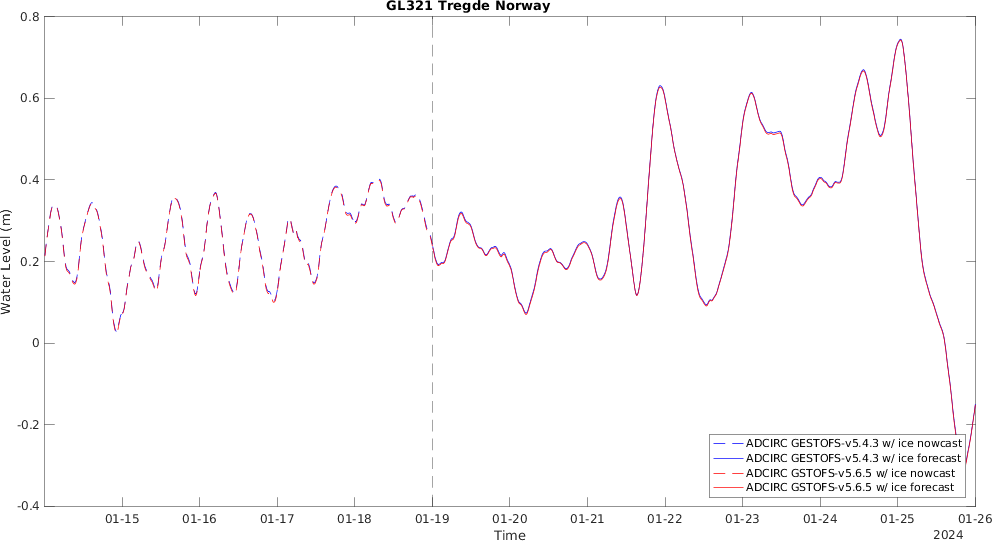 GL321 Tregde Norway
0.8
0.6
0.4
0.2
0
-0.2
-0.4
Water Level (m)
ADCIRC GESTOFS-v5.4.3 w/ ice nowcast
ADCIRC GESTOFS-v5.4.3 w/ ice forecast
ADCIRC GSTOFS-v5.6.5 w/ ice nowcast
ADCIRC GSTOFS-v5.6.5 w/ ice forecast
01-15 01-16 01-17 01-18 01-19 01-20 01-21 01-22 01-23 01-24 01-25 01-26
Time
2024